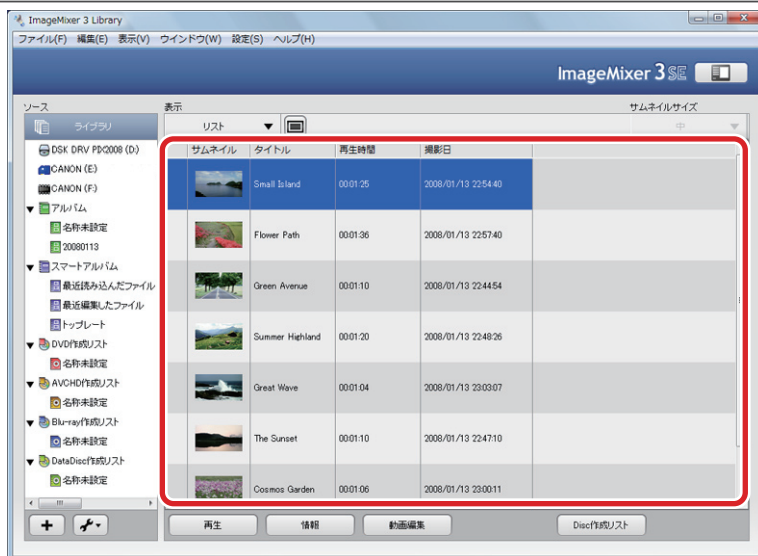 ImageMixer 3 Library
ファイル(F) 編集(E) 表示(V) ウインドウ(W) 設定(S) ヘルプ(H)
ImageMixer 3 SE
ソース
表示
サムネイルサイズ
ライブラリ
リスト
中
DSK DRV PDC2008 (D:)
CANON (E:)
CANON (F:)
アルバム
名称未設定
20080113
スマートアルバム
最近読み込んだファイル
最近編集したファイル
トップレート
DVD作成リスト
名称未設定
AVCHD作成リスト
名称未設定
Blu-ray作成リスト
名称未設定
DataDisc作成リスト
名称未設定
サムネイル タイトル 再生時間 撮影日
Small Island 00:01:25 2008/01/13 22:54:40
Flower Path 00:01:36 2008/01/13 22:57:40
Green Avenue 00:01:10 2008/01/13 22:44:54
Summer Highland 00:01:20 2008/01/13 22:48:26
Great Wave 00:01:04 2008/01/13 23:03:07
The Sunset 00:01:10 2008/01/13 22:47:10
Cosmos Garden 00:01:06 2008/01/13 23:00:11
再生 情報 動画編集 Disc作成リスト